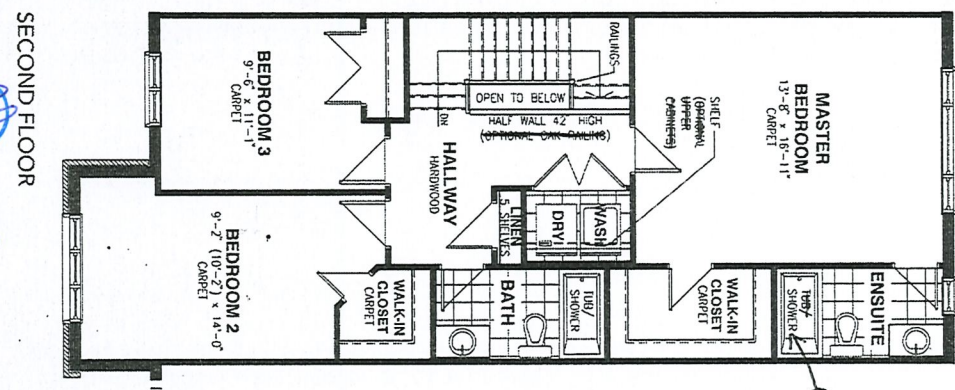 SECOND FLOOR
BEDROOM 3
9'-6" x 11'-1"
CARPET
BEDROOM 2
9'-2" (10'-2") x 14'-0"
CARPET
RAILINGS
OPEN TO BELOW
DN
HALF WALL 42" HIGH
(OPTIONAL OAK RAILING)
HALLWAY
HARDWOOD
LINEN
5 SHELVES
DRY
WASH
SHELF
(OPTIONAL
UPPER
CABINETS)
MASTER
BEDROOM
13'-8" x 16'-11"
CARPET
WALK-IN
CLOSET
CARPET
BATH
TUB/
SHOWER
WALK-IN
CLOSET
CARPET
TUB/
SHOWER
ENSUITE